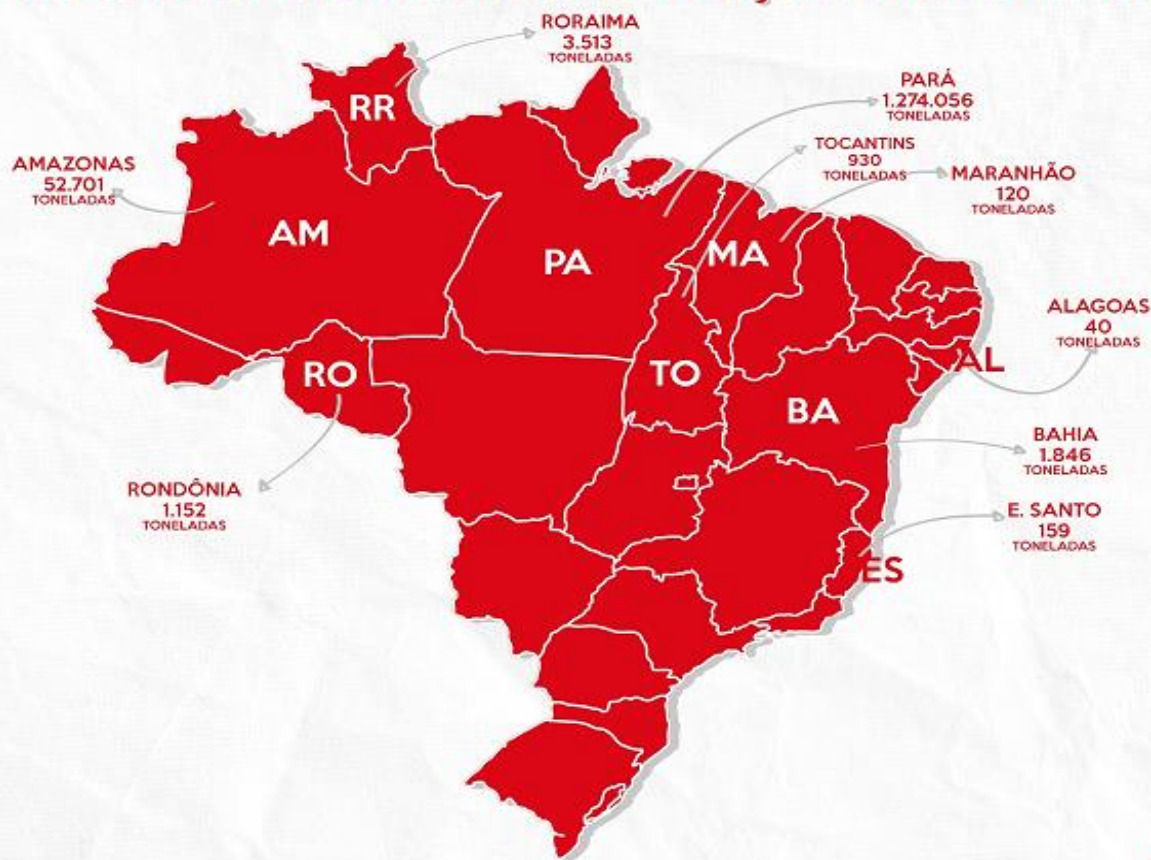 RORAIMA
3.513
TONELADAS
PARÁ
1.274.056
TONELADAS
RR
TOCANTINS
930
TONELADAS
AMAZONAS
52.701
TONELADAS
MARANHÃO
120
TONELADAS
AM
PA
MA
ALAGOAS
40
TONELADAS
AL
RO
TO
BA
BAHIA
1.846
TONELADAS
RONDÔNIA
1.152
TONELADAS
E. SANTO
159
TONELADAS
ES